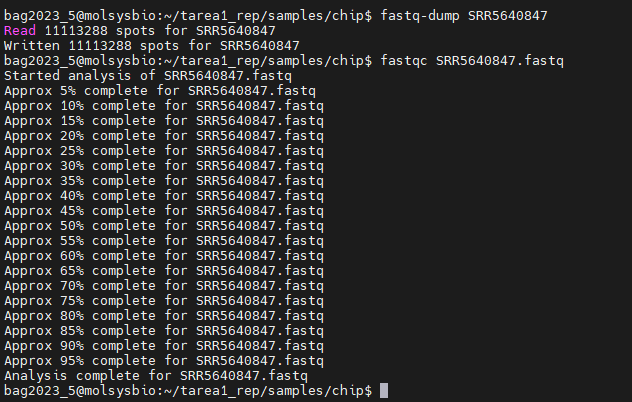 bag2023_5@molsysbio:~/tarea1_rep/samples/chip$ fastq-dump SRR5640847
Read 11113288 spots for SRR5640847
Written 11113288 spots for SRR5640847
bag2023_5@molsysbio:~/tarea1_rep/samples/chip$ fastqc SRR5640847.fastq
Started analysis of SRR5640847.fastq
Approx 5% complete for SRR5640847.fastq
Approx 10% complete for SRR5640847.fastq
Approx 15% complete for SRR5640847.fastq
Approx 20% complete for SRR5640847.fastq
Approx 25% complete for SRR5640847.fastq
Approx 30% complete for SRR5640847.fastq
Approx 35% complete for SRR5640847.fastq
Approx 40% complete for SRR5640847.fastq
Approx 45% complete for SRR5640847.fastq
Approx 50% complete for SRR5640847.fastq
Approx 55% complete for SRR5640847.fastq
Approx 60% complete for SRR5640847.fastq
Approx 65% complete for SRR5640847.fastq
Approx 70% complete for SRR5640847.fastq
Approx 75% complete for SRR5640847.fastq
Approx 80% complete for SRR5640847.fastq
Approx 85% complete for SRR5640847.fastq
Approx 90% complete for SRR5640847.fastq
Approx 95% complete for SRR5640847.fastq
Analysis complete for SRR5640847.fastq
bag2023_5@molsysbio:~/tarea1_rep/samples/chip$